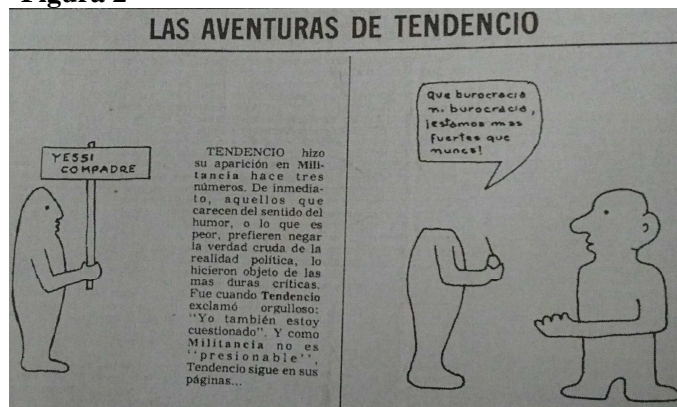 Figura 2
LAS AVENTURAS DE TENDENCIO
YESSI
COMPADRE
TENDENCIO hizo
su aparición en Mili-
tancia hace tres
números. De inmedia-
to, aquellos que
carecen del sentido del
humor, o lo que es
peor, prefieren negar
la verdad cruda de la
realidad política, lo
hicieron objeto de las
mas duras críticas.
Fue cuando Tendencio
exclamó orgulloso:
"Yo también estoy
cuestionado". Y como
Militancia no es
"presionable",
Tendencio sigue en sus
páginas...
Que burocracia
ni burocracia,
¡estamos mas
fuertes que
nunca!